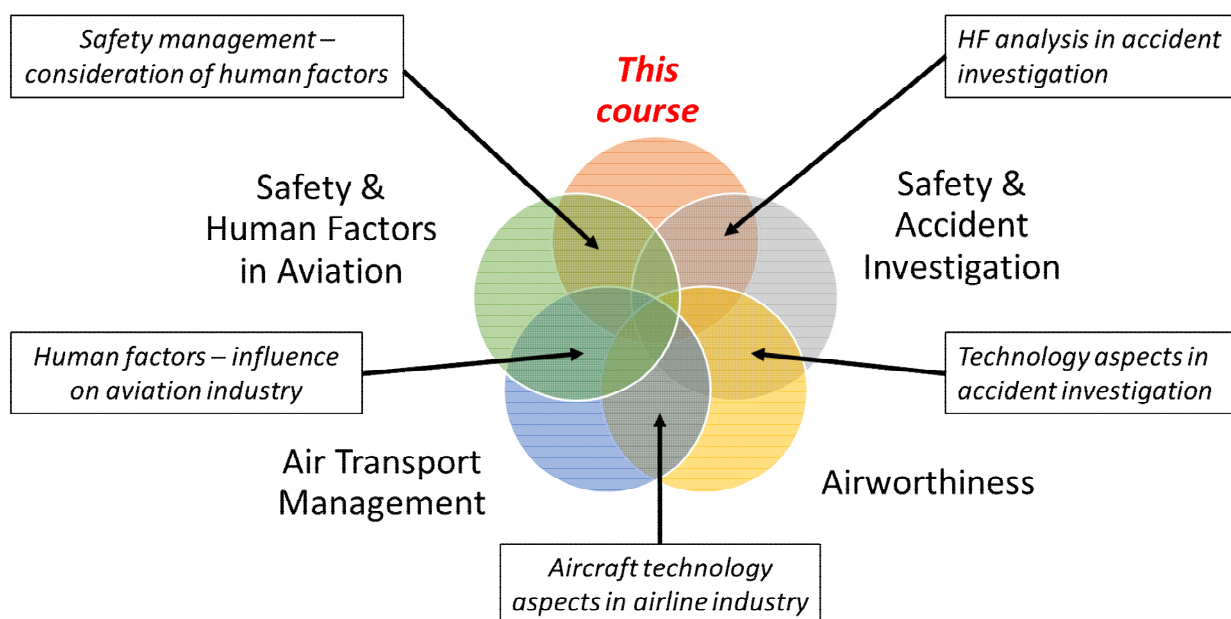 Safety management –
consideration of human factors
This
course
HF analysis in accident
investigation
Safety &
Human Factors
in Aviation
Safety &
Accident
Investigation
Human factors – influence
on aviation industry
Technology aspects in
accident investigation
Air Transport
Management
Airworthiness
Aircraft technology
aspects in airline industry